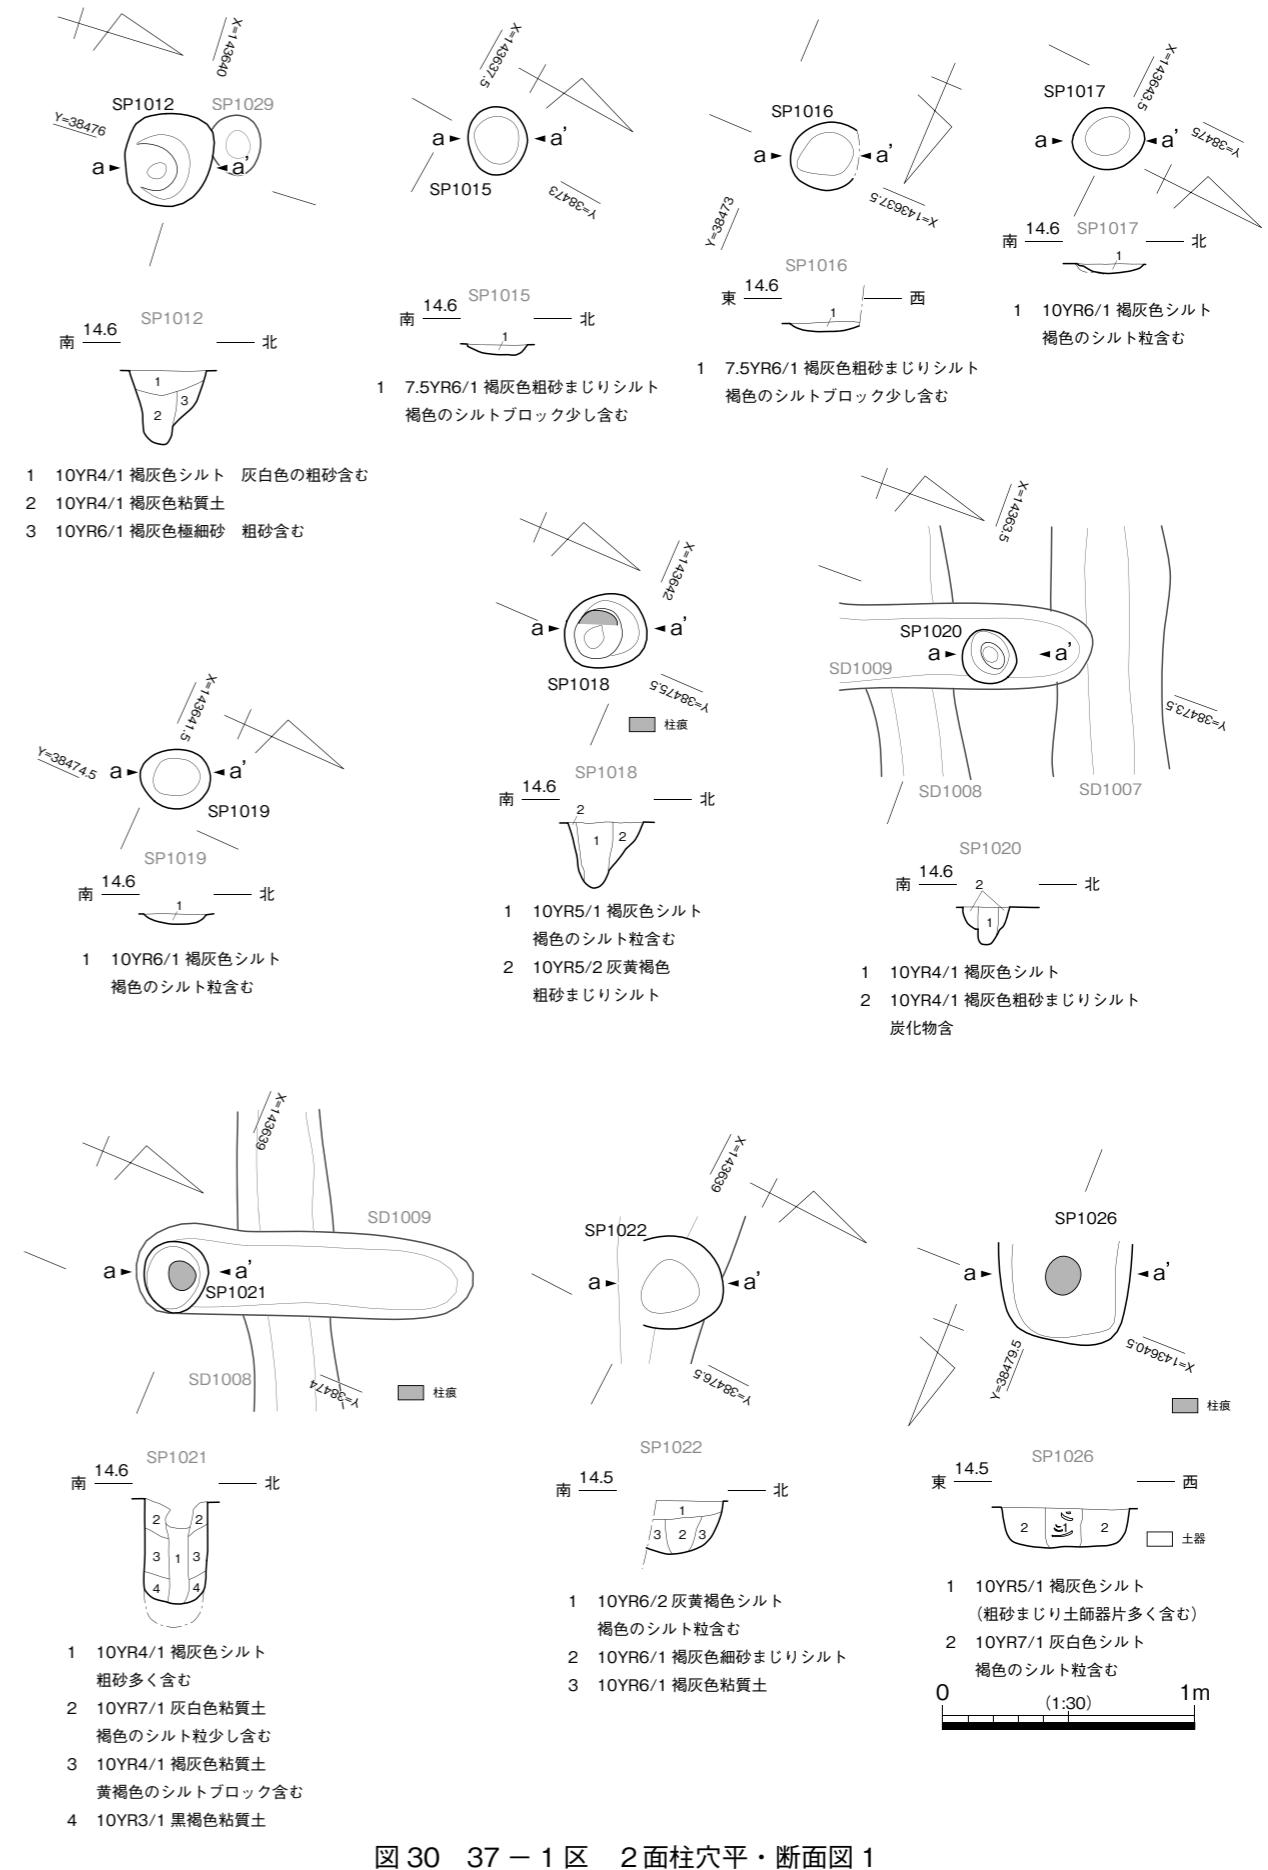 X=143640
SP1012
SP1029
Y=38476
a
a’
SP1012
南
14.6
北
1
3
2
1 10YR4/1 褐灰色シルト 灰白色の粗砂含む
2 10YR4/1 褐灰色粘質土
3 10YR6/1 褐灰色極細砂 粗砂含む
X=143637.5
a
a’
SP1015
Y=38473
SP1015
南
14.6
北
1
1 7.5YR6/1 褐灰色粗砂まじりシルト
褐色のシルトブロック少し含む
SP1016
a
a’
X=143637.5
Y=38473
SP1016
東
14.6
西
1
1 7.5YR6/1 褐灰色粗砂まじりシルト
褐色のシルトブロック少し含む
X=143643.5
SP1017
Y=38475
a
a’
SP1017
南
14.6
北
1
1 10YR6/1 褐灰色シルト
褐色のシルト粒含む
X=143641.5
Y=38474.5
a
a’
SP1019
SP1019
南
14.6
北
1
1 10YR6/1 褐灰色シルト
褐色のシルト粒含む
X=143642
a
a’
SP1018
Y=38475.5
柱痕
SP1018
南
14.6
北
2
1
2
1 10YR5/1 褐灰色シルト
褐色のシルト粒含む
2 10YR5/2 灰黄褐色
粗砂まじりシルト
X=14363.5
SP1020
a
a’
SD1009
Y=38473.5
SD1008
SD1007
SP1020
南
14.6
北
2
1
1 10YR4/1 褐灰色シルト
2 10YR4/1 褐灰色粗砂まじりシルト
炭化物含
X=143639
SD1009
a
a’
SP1021
SD1008
Y=38474
柱痕
SP1021
南
14.6
北
2
2
3
1
3
4
4
1 10YR4/1 褐灰色シルト
粗砂多く含む
2 10YR7/1 灰白色粘質土
褐色のシルト粒少し含む
3 10YR4/1 褐灰色粘質土
黄褐色のシルトブロック含む
4 10YR3/1 黒褐色粘質土
X=143639
SP1022
a
a’
Y=38476.5
SP1022
南
14.5
北
1
3
2
3
1 10YR6/2 灰黄褐色シルト
褐色のシルト粒含む
2 10YR6/1 褐灰色細砂まじりシルト
3 10YR6/1 褐灰色粘質土
SP1026
a
a’
Y=38479.5
X=143640.5
柱痕
SP1026
東
14.5
西
2
1
2
土器
1 10YR5/1 褐灰色シルト
（粗砂まじり土師器片多く含む）
2 10YR7/1 灰白色シルト
褐色のシルト粒含む
0
（1:30）
1m
図 30 37 － 1 区 2 面柱穴平・断面図 1